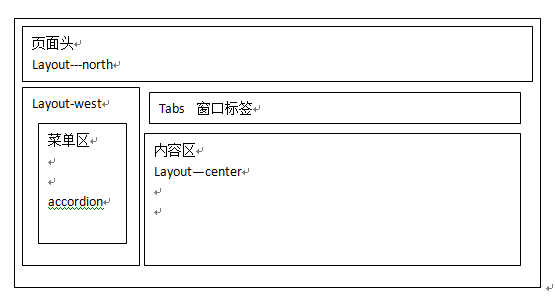 页面头
Layout---north
Layout-west
菜单区
accordion
Tabs 窗口标签
内容区
Layout—center